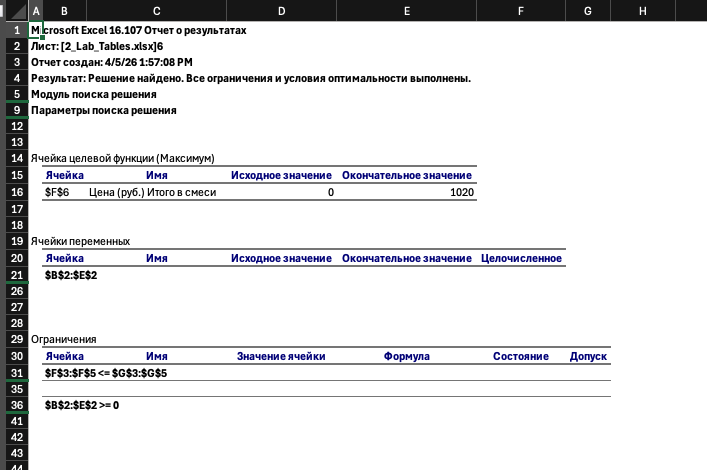 A B C D E F G H
1 Microsoft Excel 16.107 Отчет о результатах
2 Лист: [2_Lab_Tables.xlsx]6
3 Отчет создан: 4/5/26 1:57:08 PM
4 Результат: Решение найдено. Все ограничения и условия оптимальности выполнены.
5 Модуль поиска решения
9 Параметры поиска решения
12
13
14 Ячейка целевой функции (Максимум)
15 Ячейка Имя Исходное значение Окончательное значение
16 $F$6 Цена (руб.) Итого в смеси 0 1020
17
18
19 Ячейки переменных
20 Ячейка Имя Исходное значение Окончательное значение Целочисленное
21 $B$2:$E$2
26
27
28
29 Ограничения
30 Ячейка Имя Значение ячейки Формула Состояние Допуск
31 $F$3:$F$5 <= $G$3:$G$5
35
36 $B$2:$E$2 >= 0
41
42
43
44